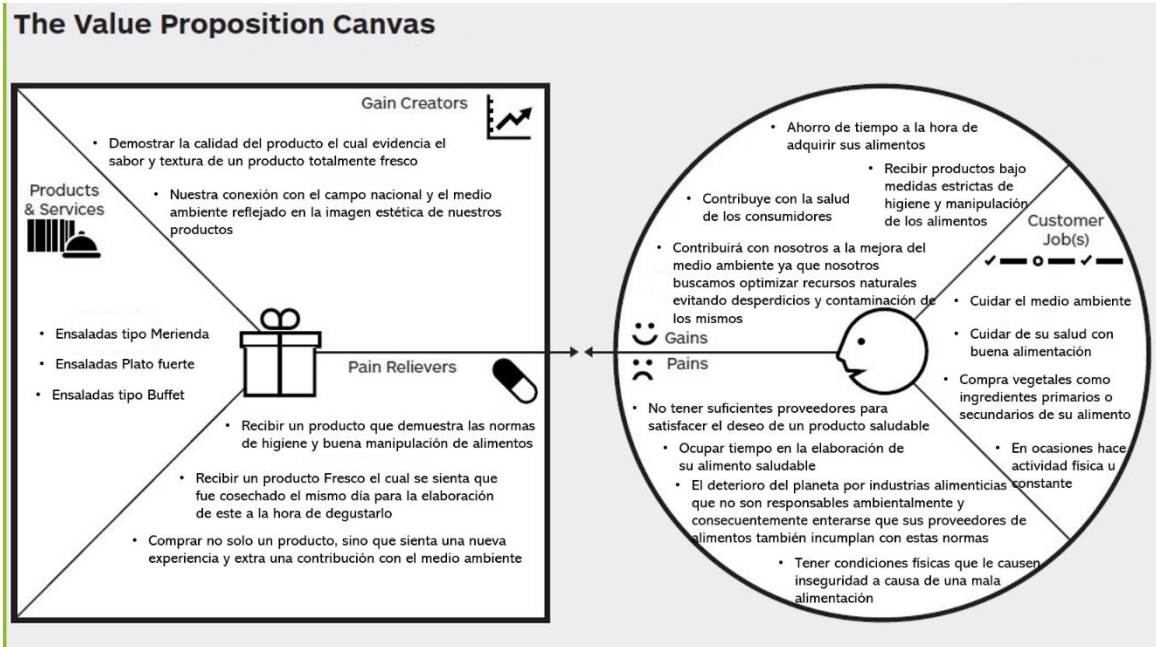 The Value Proposition Canvas
Gain Creators
• Demostrar la calidad del producto el cual evidencia el
sabor y textura de un producto totalmente fresco
• Nuestra conexión con el campo nacional y el medio
ambiente reflejado en la imagen estética de nuestros
productos
Products
& Services
• Ensaladas tipo Merienda
• Ensaladas Plato fuerte
• Ensaladas tipo Buffet
Pain Relievers
• Recibir un producto que demuestra las normas
de higiene y buena manipulación de alimentos
• Recibir un producto Fresco el cual se sienta que
fue cosechado el mismo día para la elaboración
de este a la hora de degustarlo
• Comprar no solo un producto, sino que sienta una nueva
experiencia y extra una contribución con el medio ambiente
• Ahorro de tiempo a la hora de
adquirir sus alimentos
• Recibir productos bajo
medidas estrictas de
higiene y manipulación
de los alimentos
• Contribuye con la salud
de los consumidores
• Contribuirá con nosotros a la mejora del
medio ambiente ya que nosotros
buscamos optimizar recursos naturales
evitando desperdicios y contaminación de
los mismos
Gains
Pains
• No tener suficientes proveedores para
satisfacer el deseo de un producto saludable
• Ocupar tiempo en la elaboración de
su alimento saludable
• El deterioro del planeta por industrias alimenticias
que no son responsables ambientalmente y
consecuentemente enterarse que sus proveedores de
alimentos también incumplan con estas normas
• Tener condiciones físicas que le causen
inseguridad a causa de una mala
alimentación
Customer
Job(s)
• Cuidar el medio ambiente
• Cuidar de su salud con
buena alimentación
• Compra vegetales como
ingredientes primarios o
secundarios de su alimento
• En ocasiones hace
actividad física u
constante